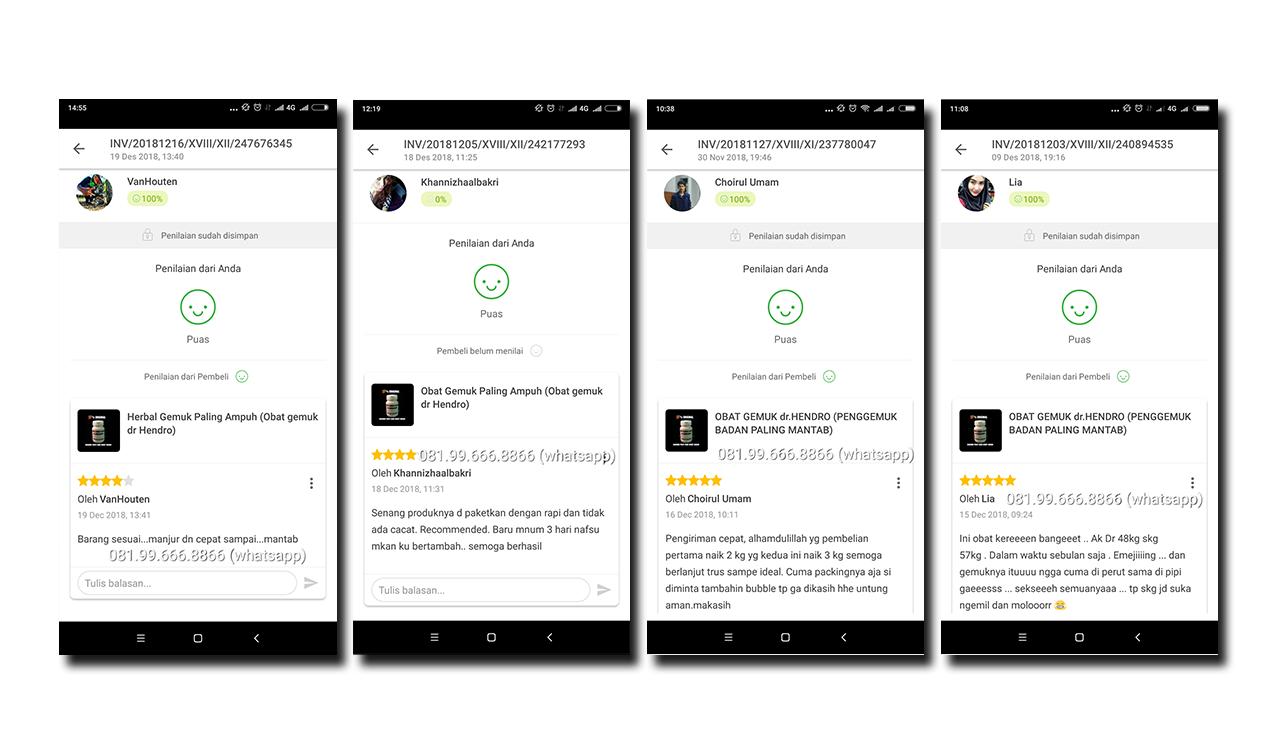 14:55
4G
INV/20181216/XVIII/XII/247676345
19 Des 2018, 13:40
VanHouten
100%
Penilaian sudah disimpan
Penilaian dari Anda
Puas
Penilaian dari Pembeli
Herbal Gemuk Paling Ampuh (Obat gemuk
dr Hendro)
Oleh VanHouten
19 Dec 2018, 13:41
Barang sesuai...manjur dn cepat sampai...mantab
081.99.666.8866 (whatsapp)
Tulis balasan...
12:19
4G
INV/20181205/XVIII/XII/242177293
18 Des 2018, 11:25
Khannizhaalbakri
0%
Penilaian dari Anda
Puas
Pembeli belum menilai
Obat Gemuk Paling Ampuh (Obat gemuk
dr Hendro)
081.99.666.8866 (whatsapp)
Oleh Khannizhaalbakri
18 Dec 2018, 11:31
Senang produknya d paketkan dengan rapi dan tidak
ada cacat. Recommended. Baru mnum 3 hari nafsu
mkan ku bertambah.. semoga berhasil
Tulis balasan...
10:38
INV/20181127/XVIII/XI/237780047
30 Nov 2018, 19:46
Choirul Umam
100%
Penilaian sudah disimpan
Penilaian dari Anda
Puas
Penilaian dari Pembeli
OBAT GEMUK dr.HENDRO (PENGGEMUK
BADAN PALING MANTAB)
081.99.666.8866 (whatsapp)
Oleh Choirul Umam
16 Dec 2018, 10:11
Pengiriman cepat, alhamdulillah yg pembelian
pertama naik 2 kg yg kedua ini naik 3 kg semoga
berlanjut trus sampe ideal. Cuma packingnya aja si
diminta tambahin bubble tp ga dikasih hhe untung
aman.makasih
11:08
4G
INV/20181203/XVIII/XII/240894535
09 Des 2018, 19:16
Lia
100%
Penilaian sudah disimpan
Penilaian dari Anda
Puas
Penilaian dari Pembeli
OBAT GEMUK dr.HENDRO (PENGGEMUK
BADAN PALING MANTAB)
Oleh Lia
081.99.666.8866 (whatsapp)
15 Dec 2018, 09:24
Ini obat kereeeen bangeeet .. Ak Dr 48kg skg
57kg . Dalam waktu sebulan saja . Emejiiiing ... dan
gemuknya ituuuu ngga cuma di perut sama di pipi
gaeeesss ... sekseeeh semuanyaaa ... tp skg jd suka
ngemil dan molooorr 😂